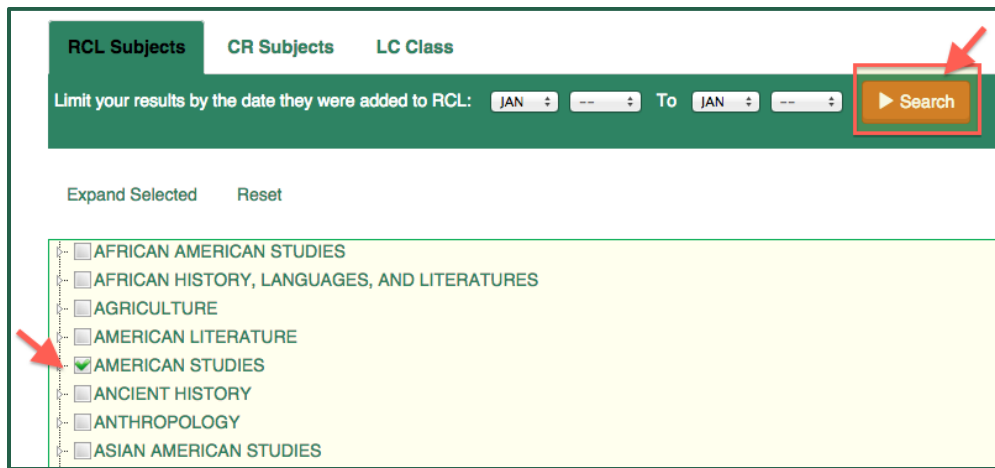 RCL Subjects CR Subjects LC Class
Limit your results by the date they were added to RCL: JAN -- To JAN -- Search
Expand Selected Reset
AFRICAN AMERICAN STUDIES
AFRICAN HISTORY, LANGUAGES, AND LITERATURES
AGRICULTURE
AMERICAN LITERATURE
AMERICAN STUDIES
ANCIENT HISTORY
ANTHROPOLOGY
ASIAN AMERICAN STUDIES